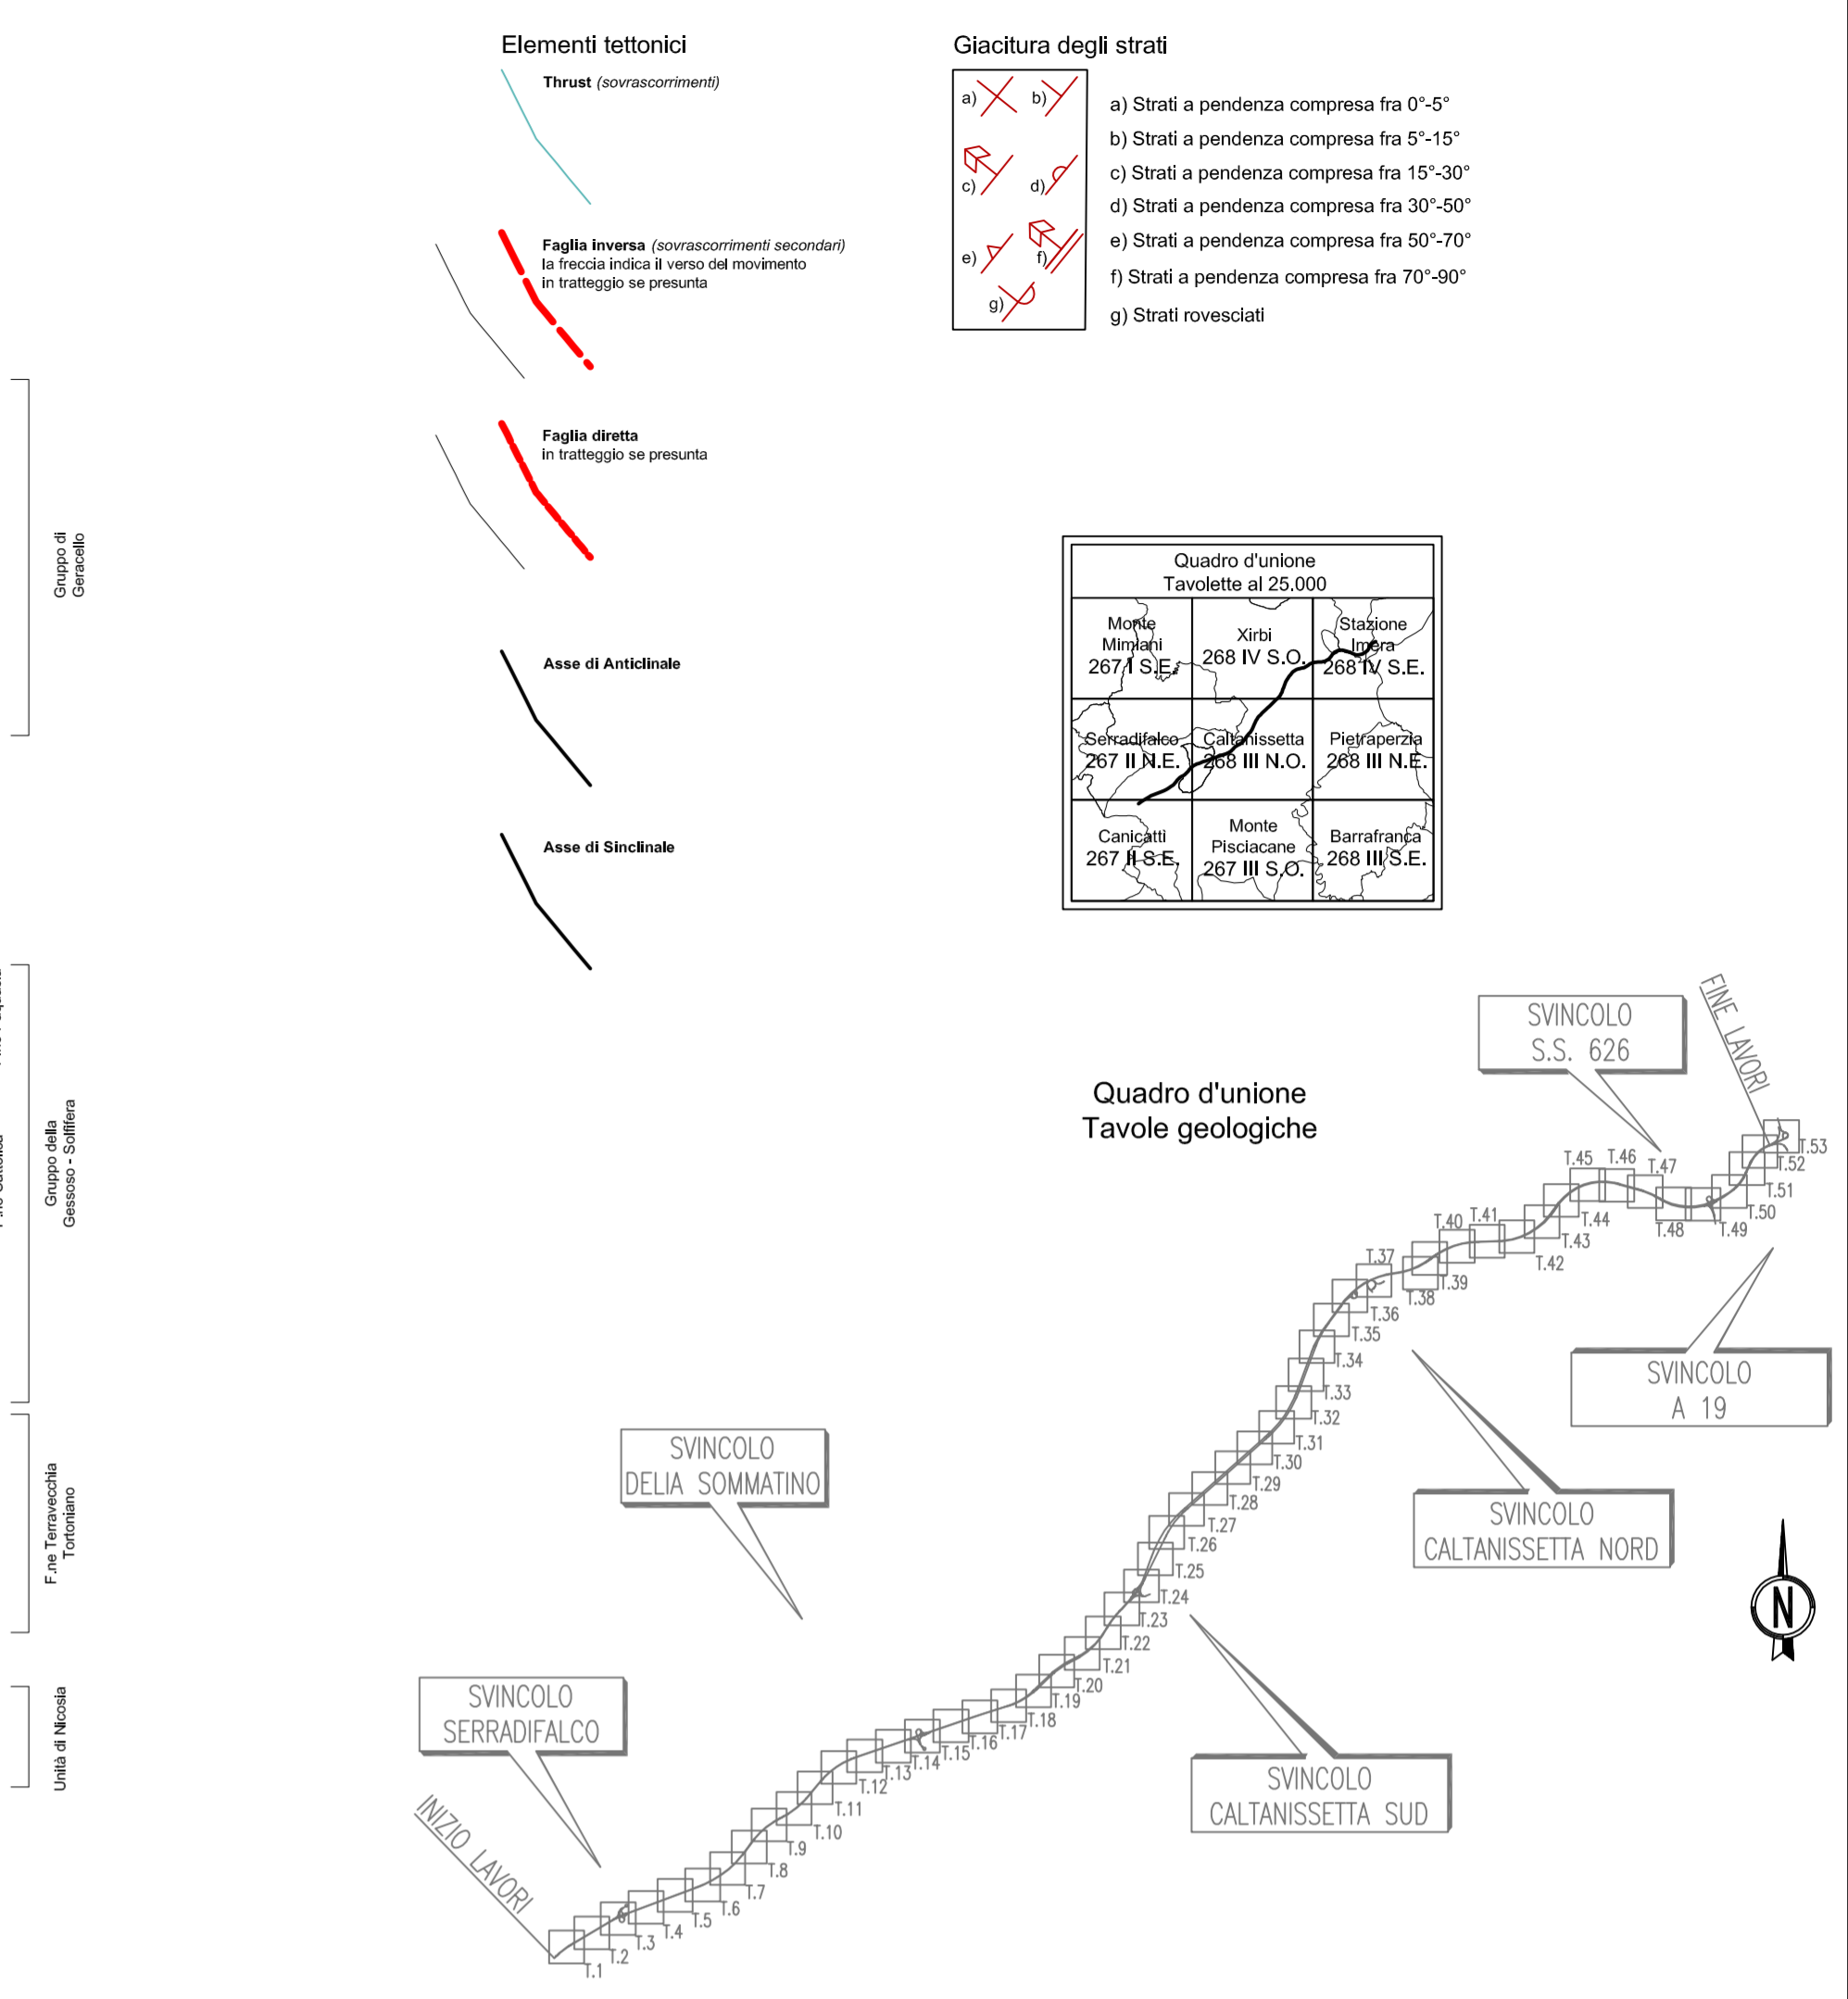 Elementi tettonici
Thrust (sovrascorrimenti)
Faglia inversa (sovrascorrimenti secondari)
la freccia indica il verso del movimento
in tratteggio se presunta
Faglia diretta
in tratteggio se presunta
Asse di Anticlinale
Asse di Sinclinale
Giacitura degli strati
a)
b)
c)
d)
e)
f)
g)
a) Strati a pendenza compresa fra 0°-5°
b) Strati a pendenza compresa fra 5°-15°
c) Strati a pendenza compresa fra 15°-30°
d) Strati a pendenza compresa fra 30°-50°
e) Strati a pendenza compresa fra 50°-70°
f) Strati a pendenza compresa fra 70°-90°
g) Strati rovesciati
Gruppo di
Geracello
Gruppo della
Gessoso - Solfifera
F.ne Terravecchia
Tortoniano
Unità di Nicosia
Quadro d'unione
Tavolette al 25.000
Monte
Mimiani
267 I S.E.
Xirbi
268 IV S.O.
Stazione
Imera
268 IV S.E.
Serradifalco
267 II N.E.
Caltanissetta
268 III N.O.
Pietraperzia
268 III N.E.
Canicattì
267 II S.E.
Monte
Pisciacane
267 III S.O.
Barrafranca
268 III S.E.
Quadro d'unione
Tavole geologiche
SVINCOLO
S.S. 626
FINE LAVORI
SVINCOLO
A 19
SVINCOLO
CALTANISSETTA NORD
SVINCOLO
DELIA SOMMATINO
SVINCOLO
CALTANISSETTA SUD
SVINCOLO
SERRADIFALCO
INIZIO LAVORI
N
T.1
T.2
T.3
T.4
T.5
T.6
T.7
T.8
T.9
T.10
T.11
T.12
T.13
T.14
T.15
T.16
T.17
T.18
T.19
T.20
T.21
T.22
T.23
T.24
T.25
T.26
T.27
T.28
T.29
T.30
T.31
T.32
T.33
T.34
T.35
T.36
T.37
T.38
T.39
T.40
T.41
T.42
T.43
T.44
T.45
T.46
T.47
T.48
T.49
T.50
T.51
T.52
T.53